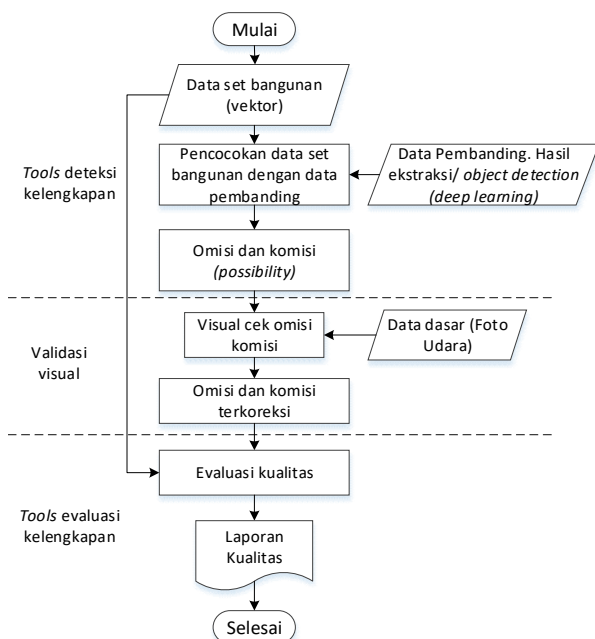 Mulai
Data set bangunan
(vektor)
Tools deteksi
kelengkapan
Pencocokan data set
bangunan dengan data
pembanding
Data Pembanding. Hasil
ekstraksi/ object detection
(deep learning)
Omisi dan komisi
(possibility)
Validasi
visual
Visual cek omisi
komisi
Data dasar (Foto
Udara)
Omisi dan komisi
terkoreksi
Tools evaluasi
kelengkapan
Evaluasi kualitas
Laporan
Kualitas
Selesai